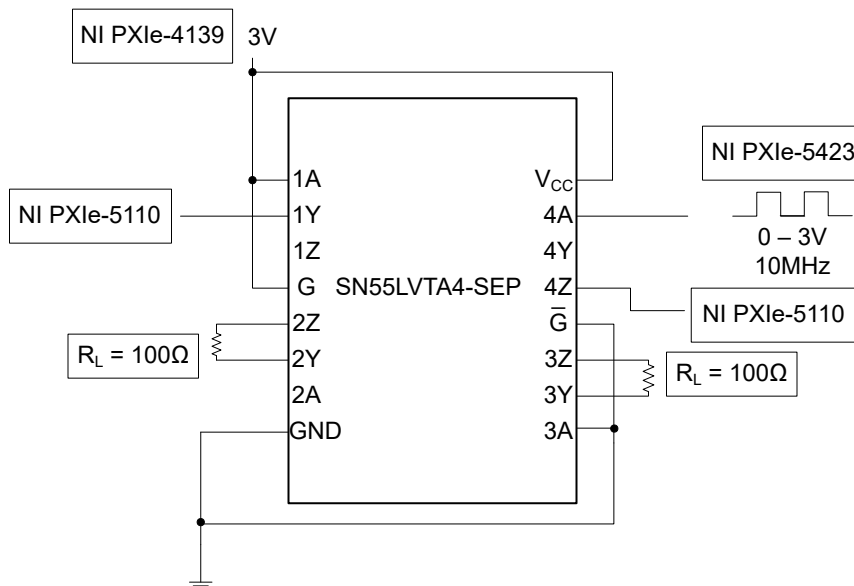 NI PXIe-4139
3V
NI PXIe-5423
1A
VCC
NI PXIe-5110
1Y
4A
1Z
4Y
0 – 3V
10MHz
G
SN55LVTA4-SEP
4Z
NI PXIe-5110
2Z
G̅
RL = 100Ω
2Y
3Z
RL = 100Ω
2A
3Y
GND
3A